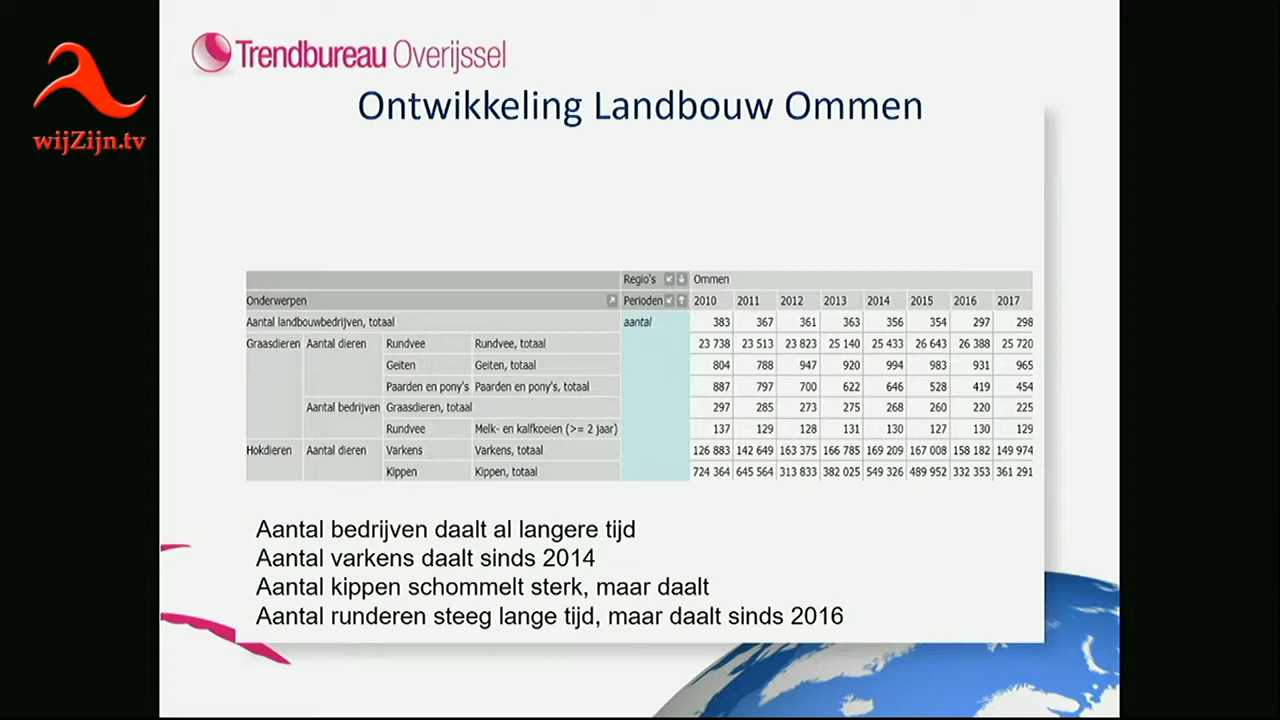 Trendbureau Overijssel
wijZijn.tv
Ontwikkeling Landbouw Ommen
Regio's Ommen
Onderwerpen Perioden 2010 2011 2012 2013 2014 2015 2016 2017
Aantal landbouwbedrijven, totaal aantal 383 367 361 363 356 354 297 298
Graasdieren Aantal dieren Rundvee Rundvee, totaal 23 738 23 513 23 823 25 140 25 433 26 643 26 388 25 720
Geiten Geiten, totaal 804 788 947 920 994 983 931 965
Paarden en pony's Paarden en pony's, totaal 887 797 700 622 646 528 419 454
Aantal bedrijven Graasdieren, totaal 297 285 273 275 268 260 220 225
Rundvee Melk- en kalfkoeien (>= 2 jaar) 137 129 128 131 130 127 130 129
Hokdieren Aantal dieren Varkens Varkens, totaal 126 883 142 649 163 375 166 785 169 209 167 008 158 182 149 974
Kippen Kippen, totaal 724 364 645 564 313 833 382 025 549 326 489 952 332 353 361 291
Aantal bedrijven daalt al langere tijd
Aantal varkens daalt sinds 2014
Aantal kippen schommelt sterk, maar daalt
Aantal runderen steeg lange tijd, maar daalt sinds 2016